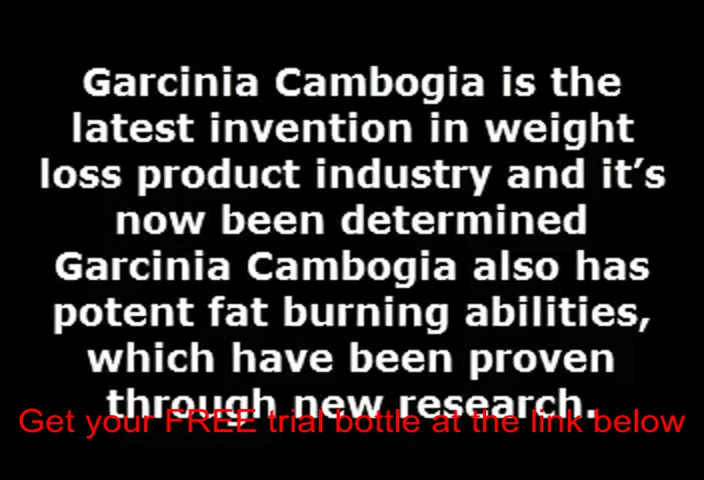 Garcinia Cambogia is the
latest invention in weight
loss product industry and it’s
now been determined
Garcinia Cambogia also has
potent fat burning abilities,
which have been proven
through new research.
Get your FREE trial bottle at the link below